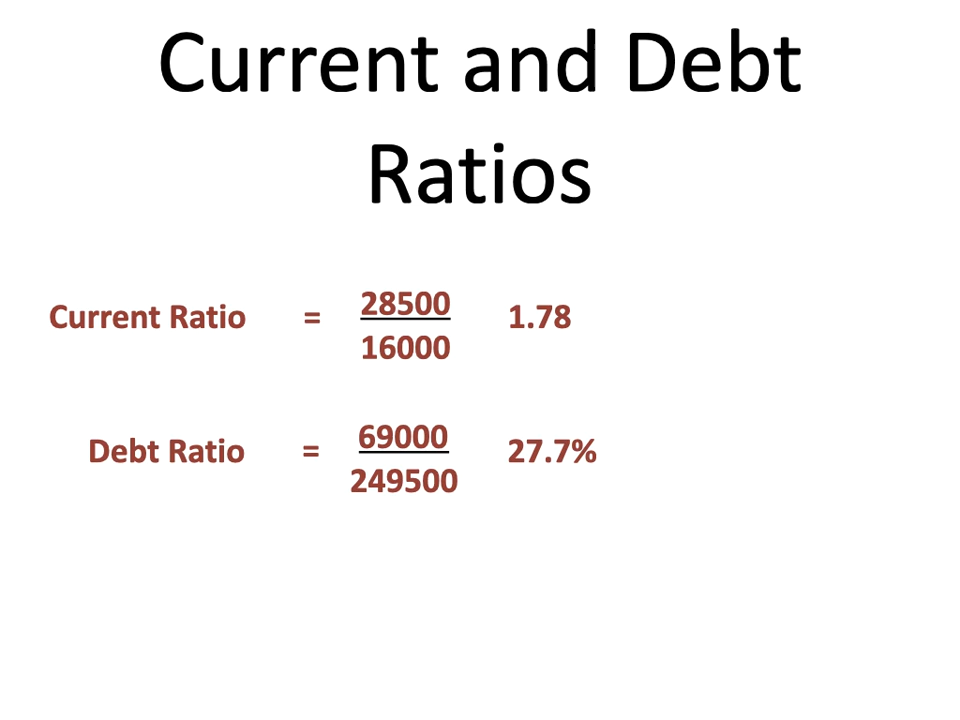 Current and Debt
Ratios
Current Ratio = 28500 1.78
16000
Debt Ratio = 69000 27.7%
249500